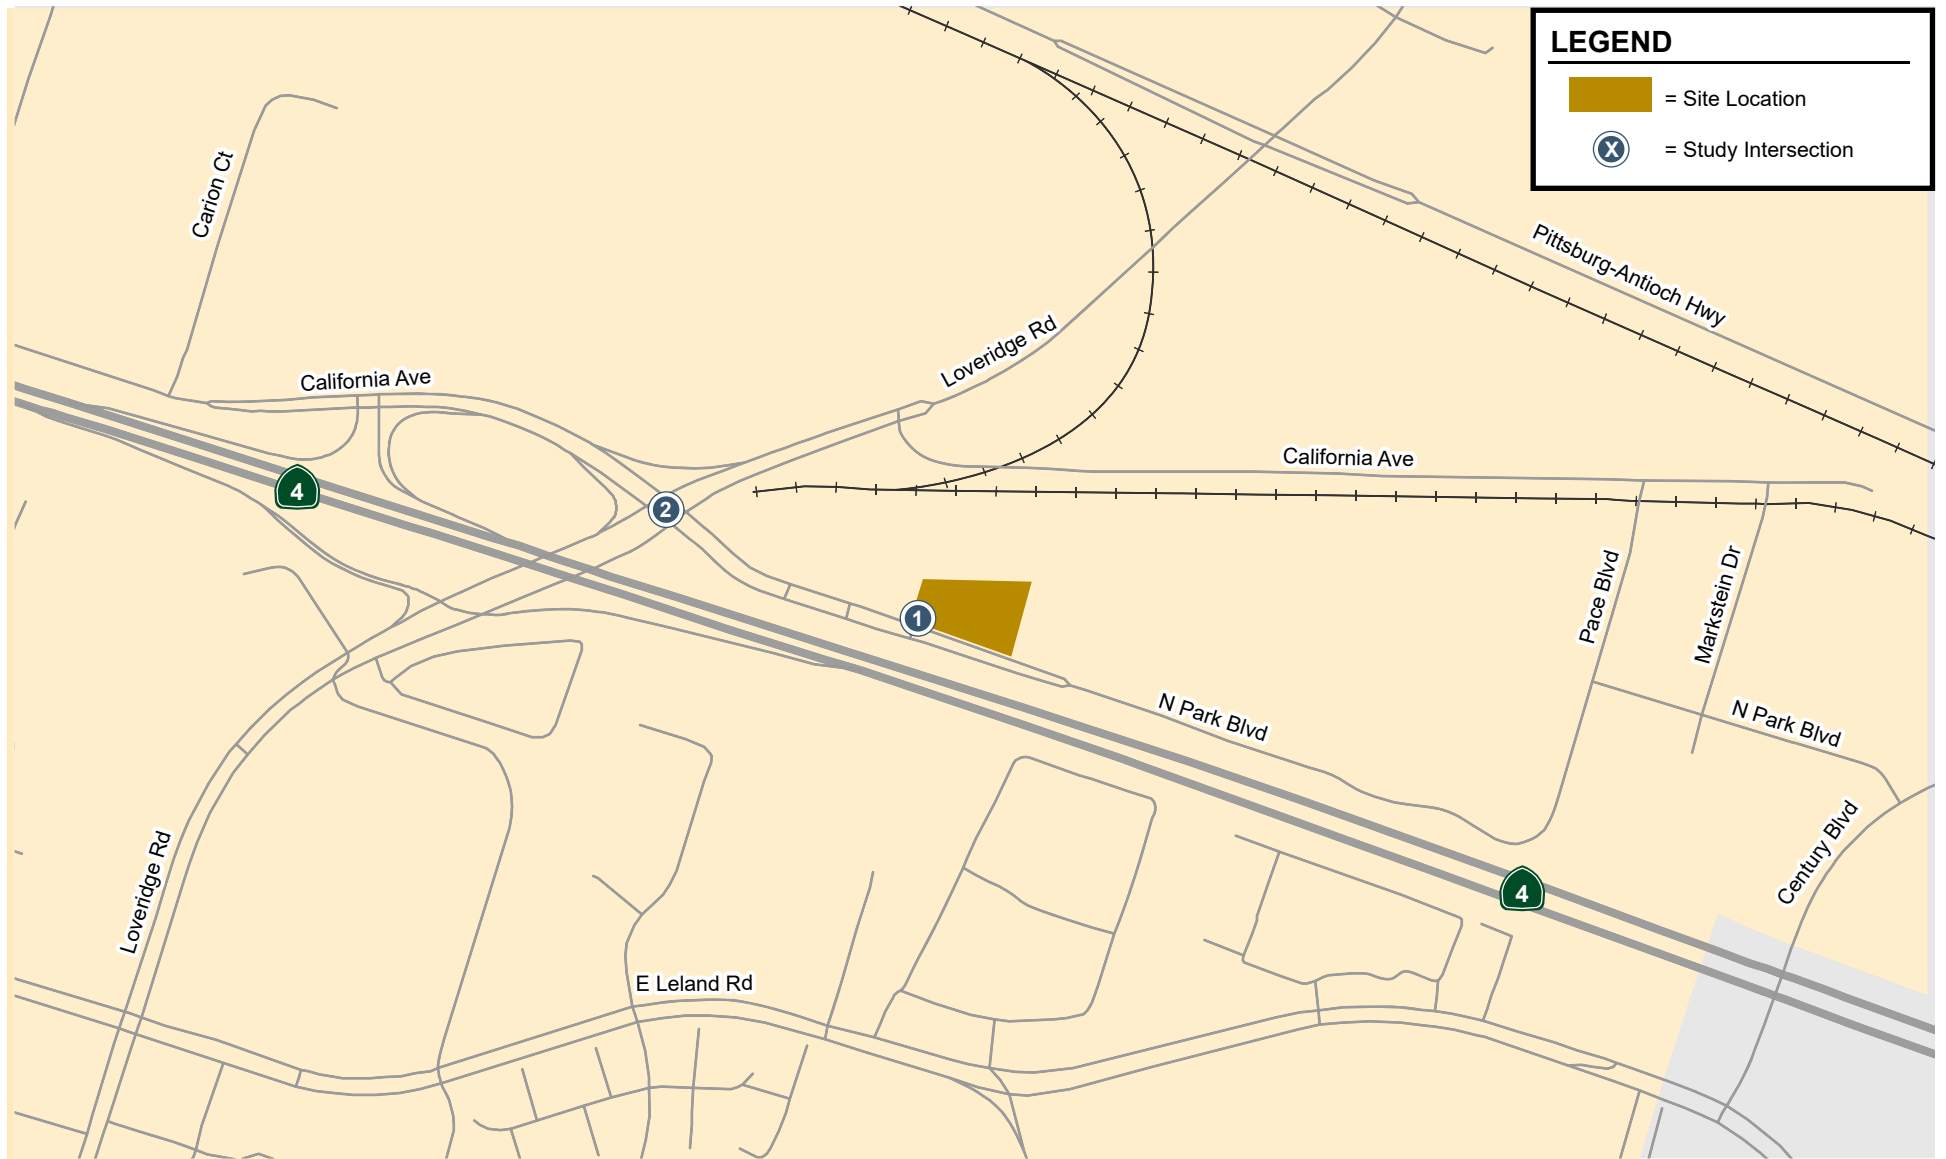 LEGEND
= Site Location
X
= Study Intersection
Carion Ct
Pittsburg-Antioch Hwy
Loveridge Rd
California Ave
California Ave
4
2
1
Pace Blvd
Markstein Dr
N Park Blvd
N Park Blvd
Century Blvd
4
Loveridge Rd
E Leland Rd